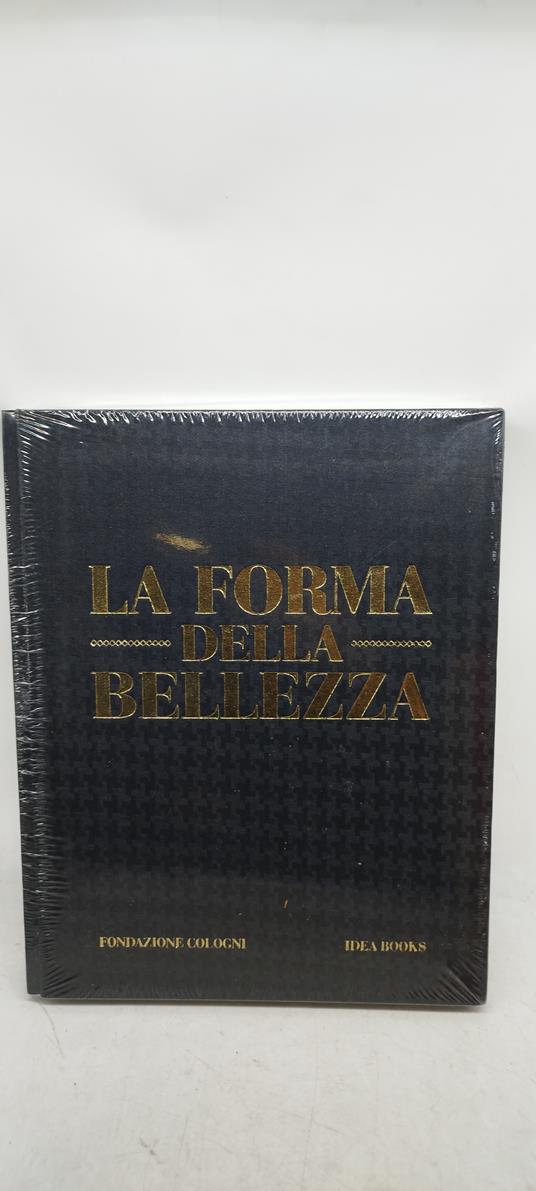 LA FORMA
DELLA
BELLEZZA
FONDAZIONE COLOGNI IDEA BOOKS